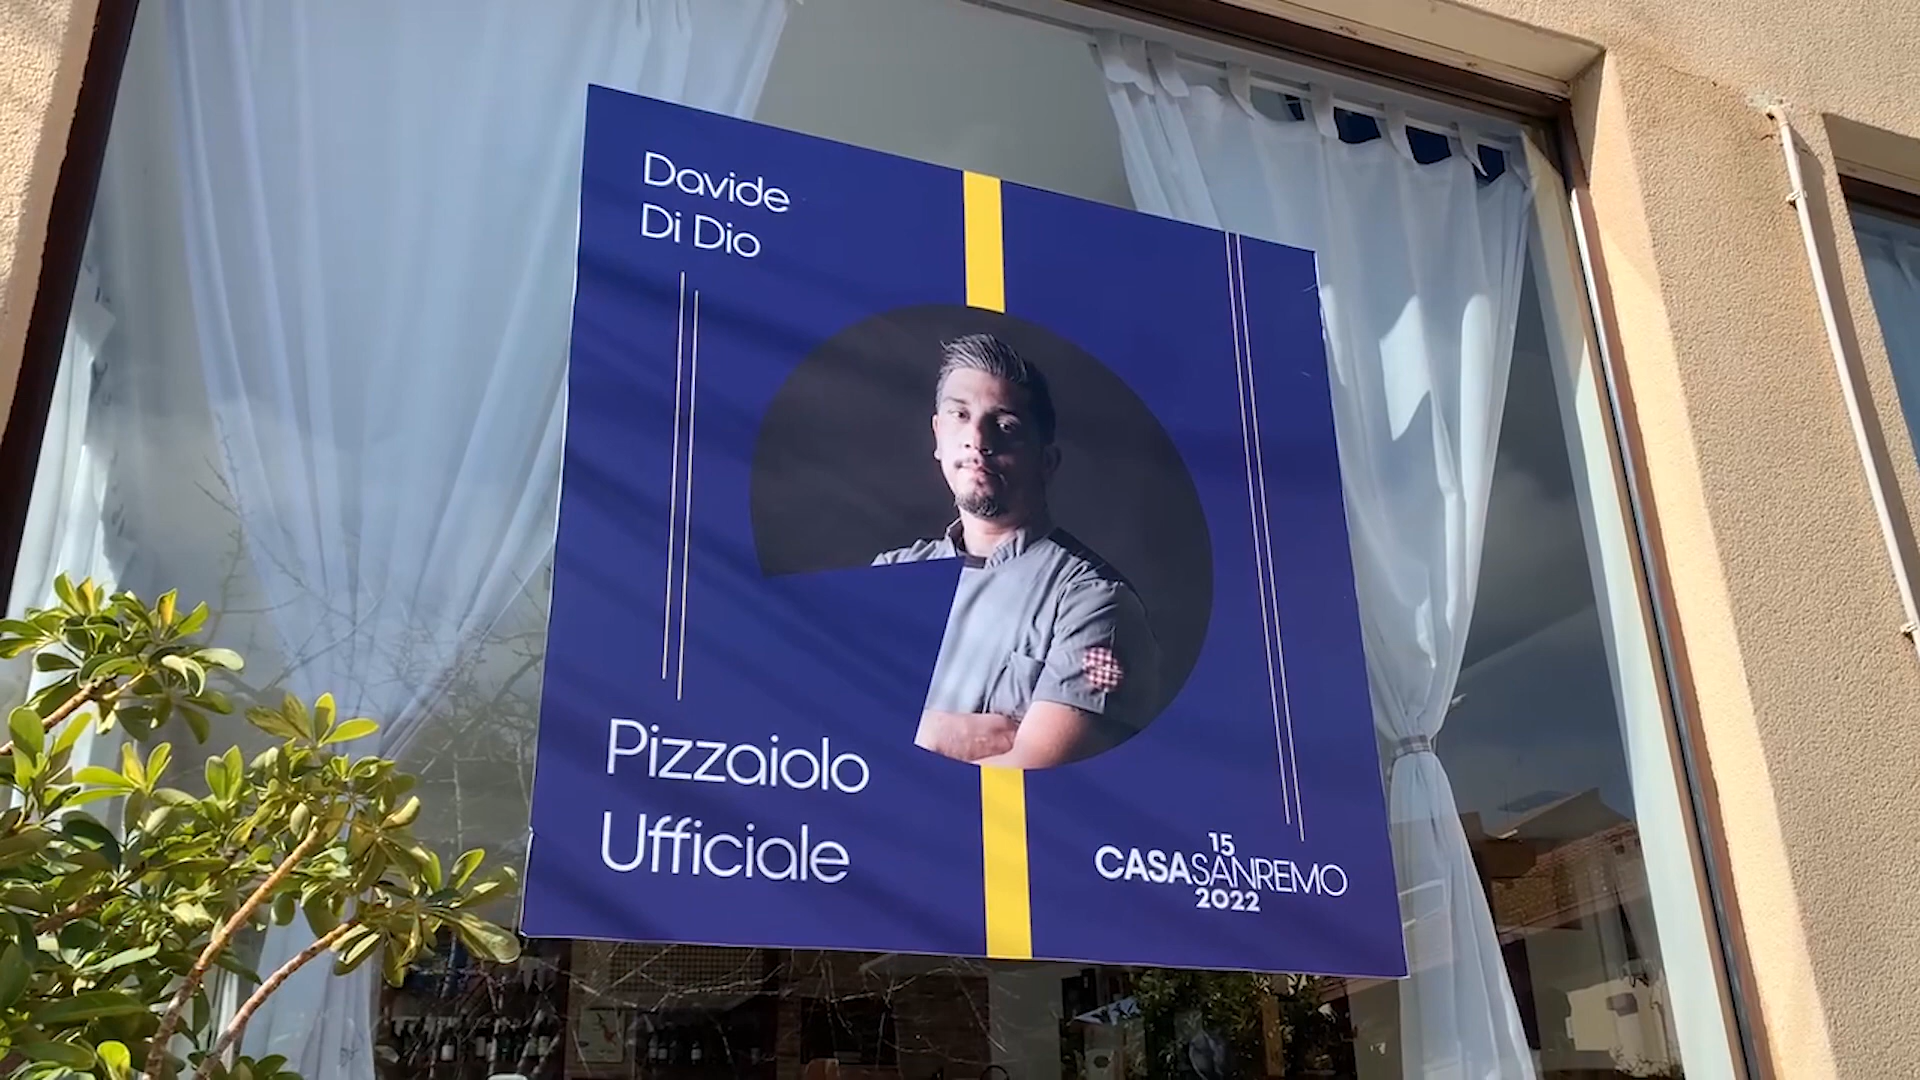 Davide
Di Dio
Pizzaiolo
Ufficiale
15
CASASANREMO
2022